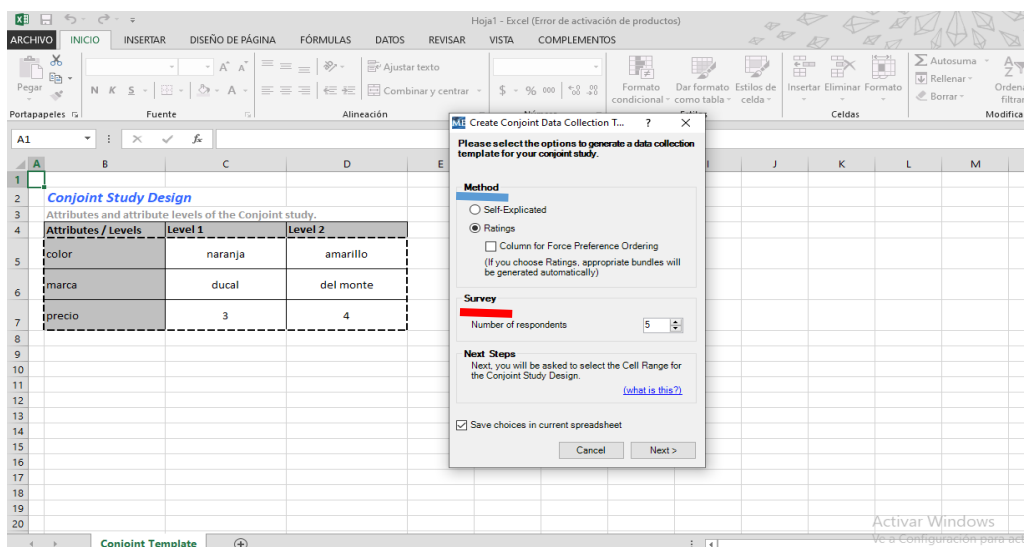 Hoja1 - Excel (Error de activación de productos)
ARCHIVO INICIO INSERTAR DISEÑO DE PÁGINA FÓRMULAS DATOS REVISAR VISTA COMPLEMENTOS
Pegar
N K S
A A
Ajustar texto
Combinar y centrar
$ % 000
Formato condicional
Dar formato como tabla
Estilos de celda
Insertar Eliminar Formato
Autosuma
Rellenar
Borrar
Portapapeles Fuente Alineación Celdas
A1
fx
A B C D E J K L M
1
2 Conjoint Study Design
3 Attributes and attribute levels of the Conjoint study.
4 Attributes / Levels Level 1 Level 2
5 color naranja amarillo
6 marca ducal del monte
7 precio 3 4
8
9
10
11
12
13
14
15
16
17
18
19
20
Conjoint Template
Create Conjoint Data Collection T... ? X
Please select the options to generate a data collection
template for your conjoint study.
Method
Self-Explicated
Ratings
Column for Force Preference Ordering
(If you choose Ratings, appropriate bundles will
be generated automatically)
Survey
Number of respondents 5
Next Steps
Next, you will be asked to select the Cell Range for
the Conjoint Study Design.
(what is this?)
Save choices in current spreadsheet
Cancel Next >
Activar Windows